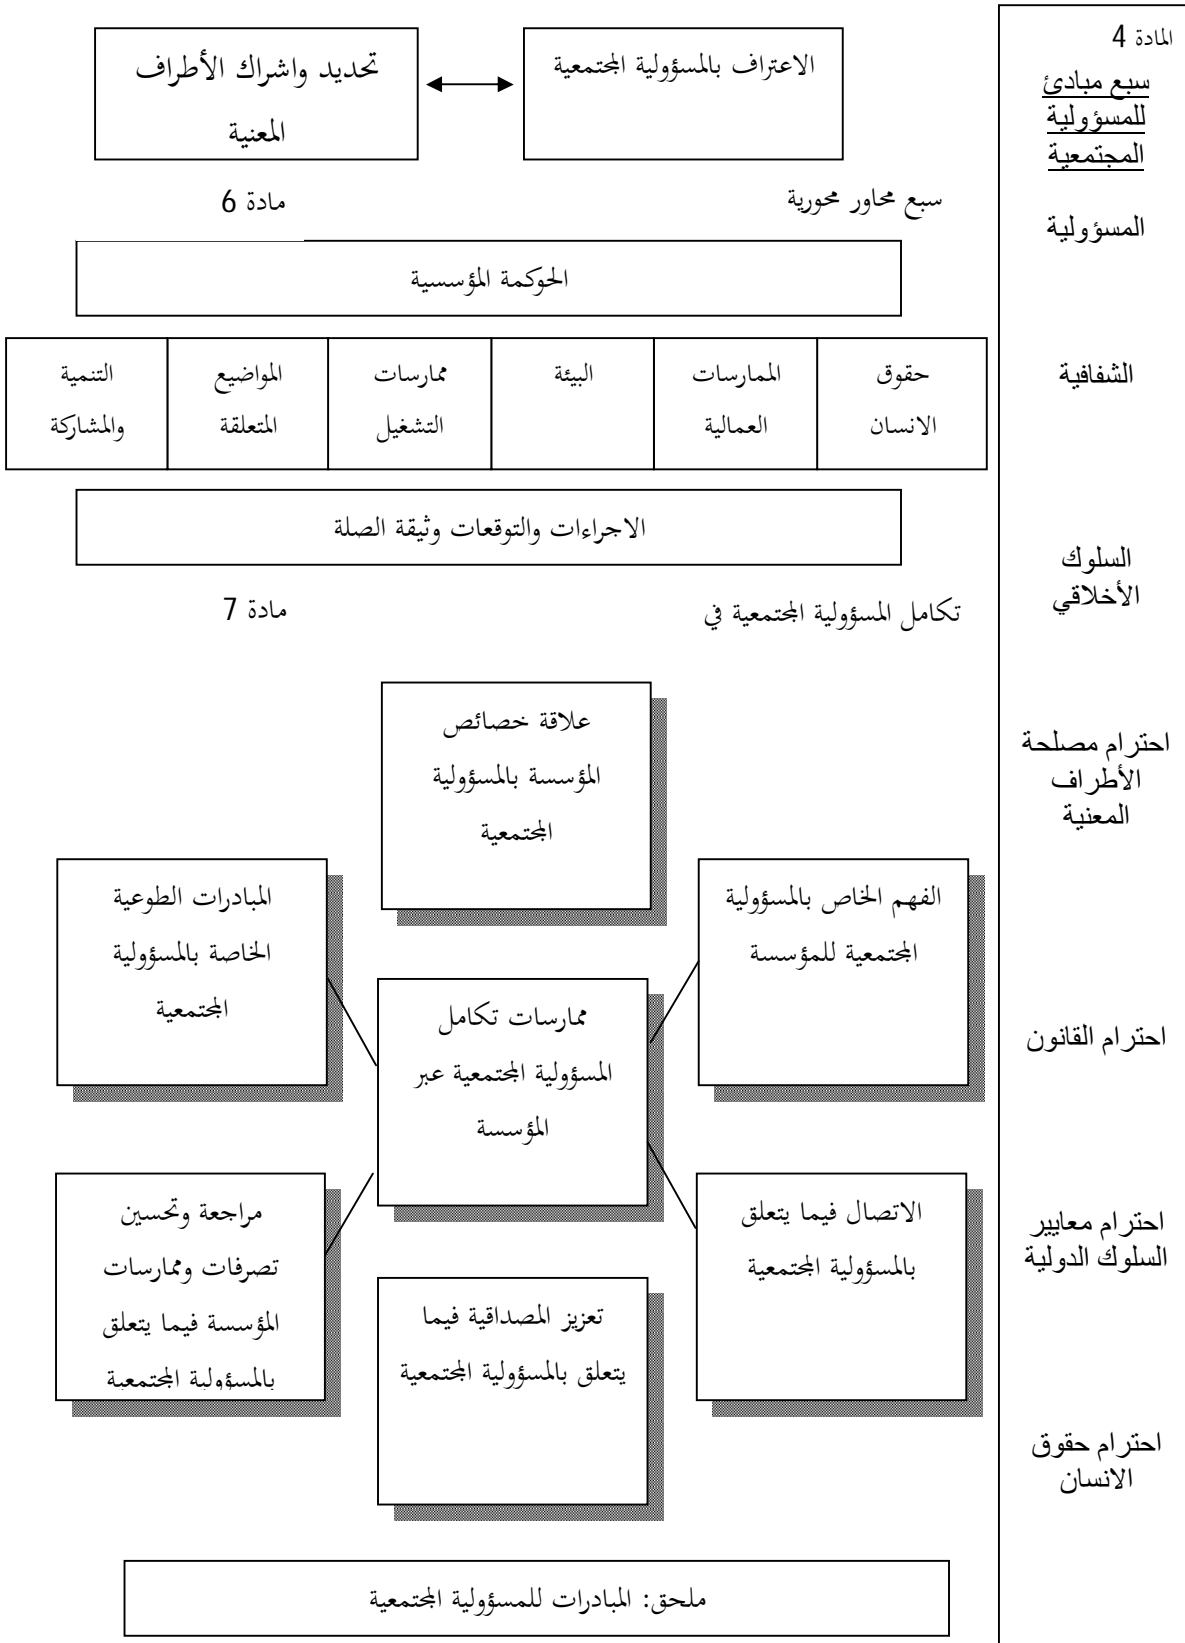 المادة 4
سبع مبادئ
للمسؤولية
المجتمعية
المسؤولية
الشفافية
السلوك
الأخلاقي
احترام مصلحة
الأطراف
المعنية
احترام القانون
احترام معايير
السلوك الدولية
احترام حقوق
الانسان
الاعتراف بالمسؤولية المجتمعية
تحديد واشراك الأطراف
المعنية
سبع محاور محورية
مادة 6
الحوكمة المؤسسية
حقوق
الانسان
الممارسات
العمالية
البيئة
ممارسات
التشغيل
المواضيع
المتعلقة
التنمية
والمشاركة
الاجراءات والتوقعات وثيقة الصلة
تكامل المسؤولية المجتمعية في
مادة 7
علاقة خصائص
المؤسسة بالمسؤولية
المجتمعية
الفهم الخاص بالمسؤولية
المجتمعية للمؤسسة
المبادرات الطوعية
الخاصة بالمسؤولية
المجتمعية
ممارسات تكامل
المسؤولية المجتمعية عبر
المؤسسة
الاتصال فيما يتعلق
بالمسؤولية المجتمعية
مراجعة وتحسين
تصرفات وممارسات
المؤسسة فيما يتعلق
بالمسؤولية المجتمعية
تعزيز المصداقية فيما
يتعلق بالمسؤولية المجتمعية
ملحق: المبادرات للمسؤولية المجتمعية